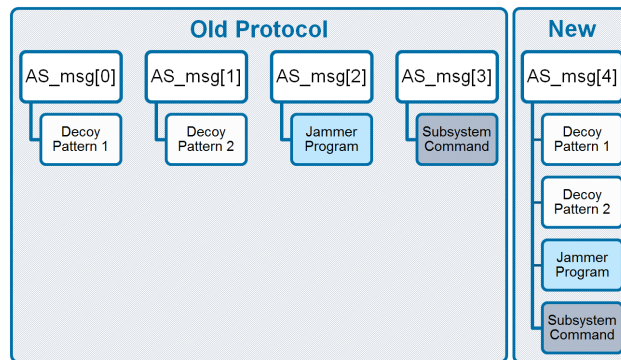 Old Protocol
AS_msg[0]
Decoy
Pattern 1
AS_msg[1]
Decoy
Pattern 2
AS_msg[2]
Jammer
Program
AS_msg[3]
Subsystem
Command
New
AS_msg[4]
Decoy
Pattern 1
Decoy
Pattern 2
Jammer
Program
Subsystem
Command